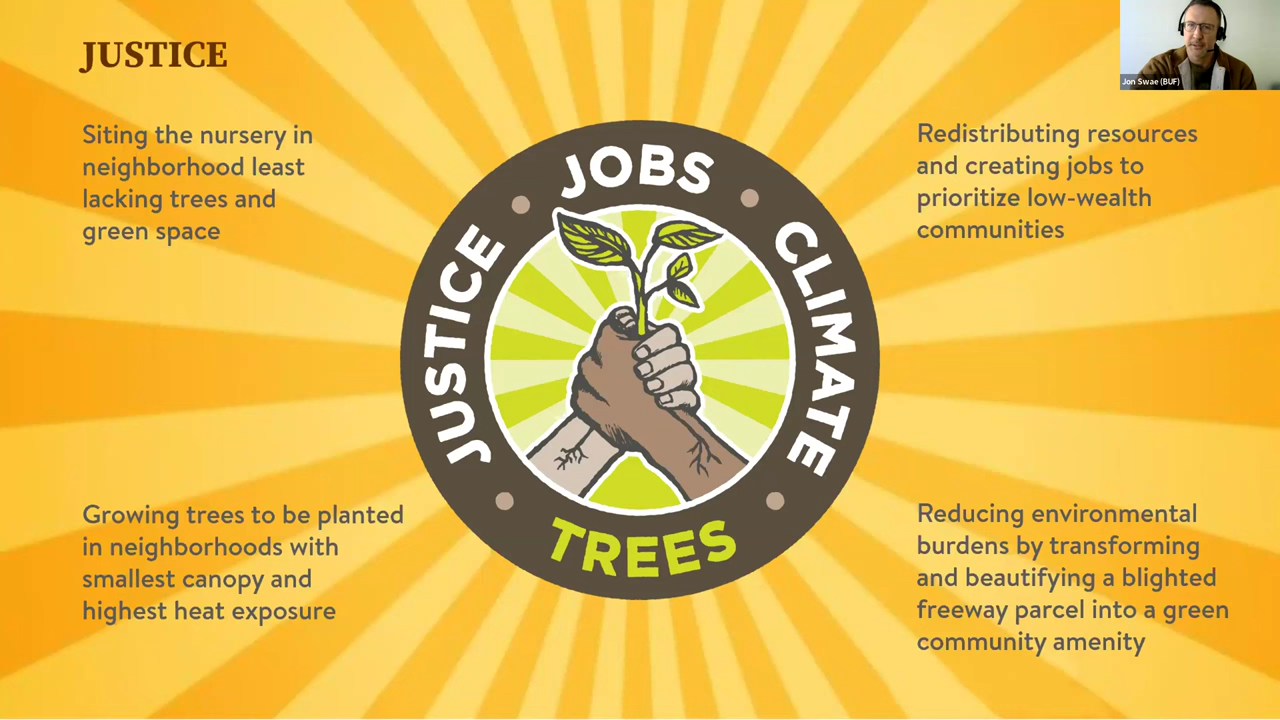 JUSTICE
Jon Swae (BUF)
Siting the nursery in
neighborhood least
lacking trees and
green space
Redistributing resources
and creating jobs to
prioritize low-wealth
communities
JUSTICE
JOBS
CLIMATE
TREES
Growing trees to be planted
in neighborhoods with
smallest canopy and
highest heat exposure
Reducing environmental
burdens by transforming
and beautifying a blighted
freeway parcel into a green
community amenity